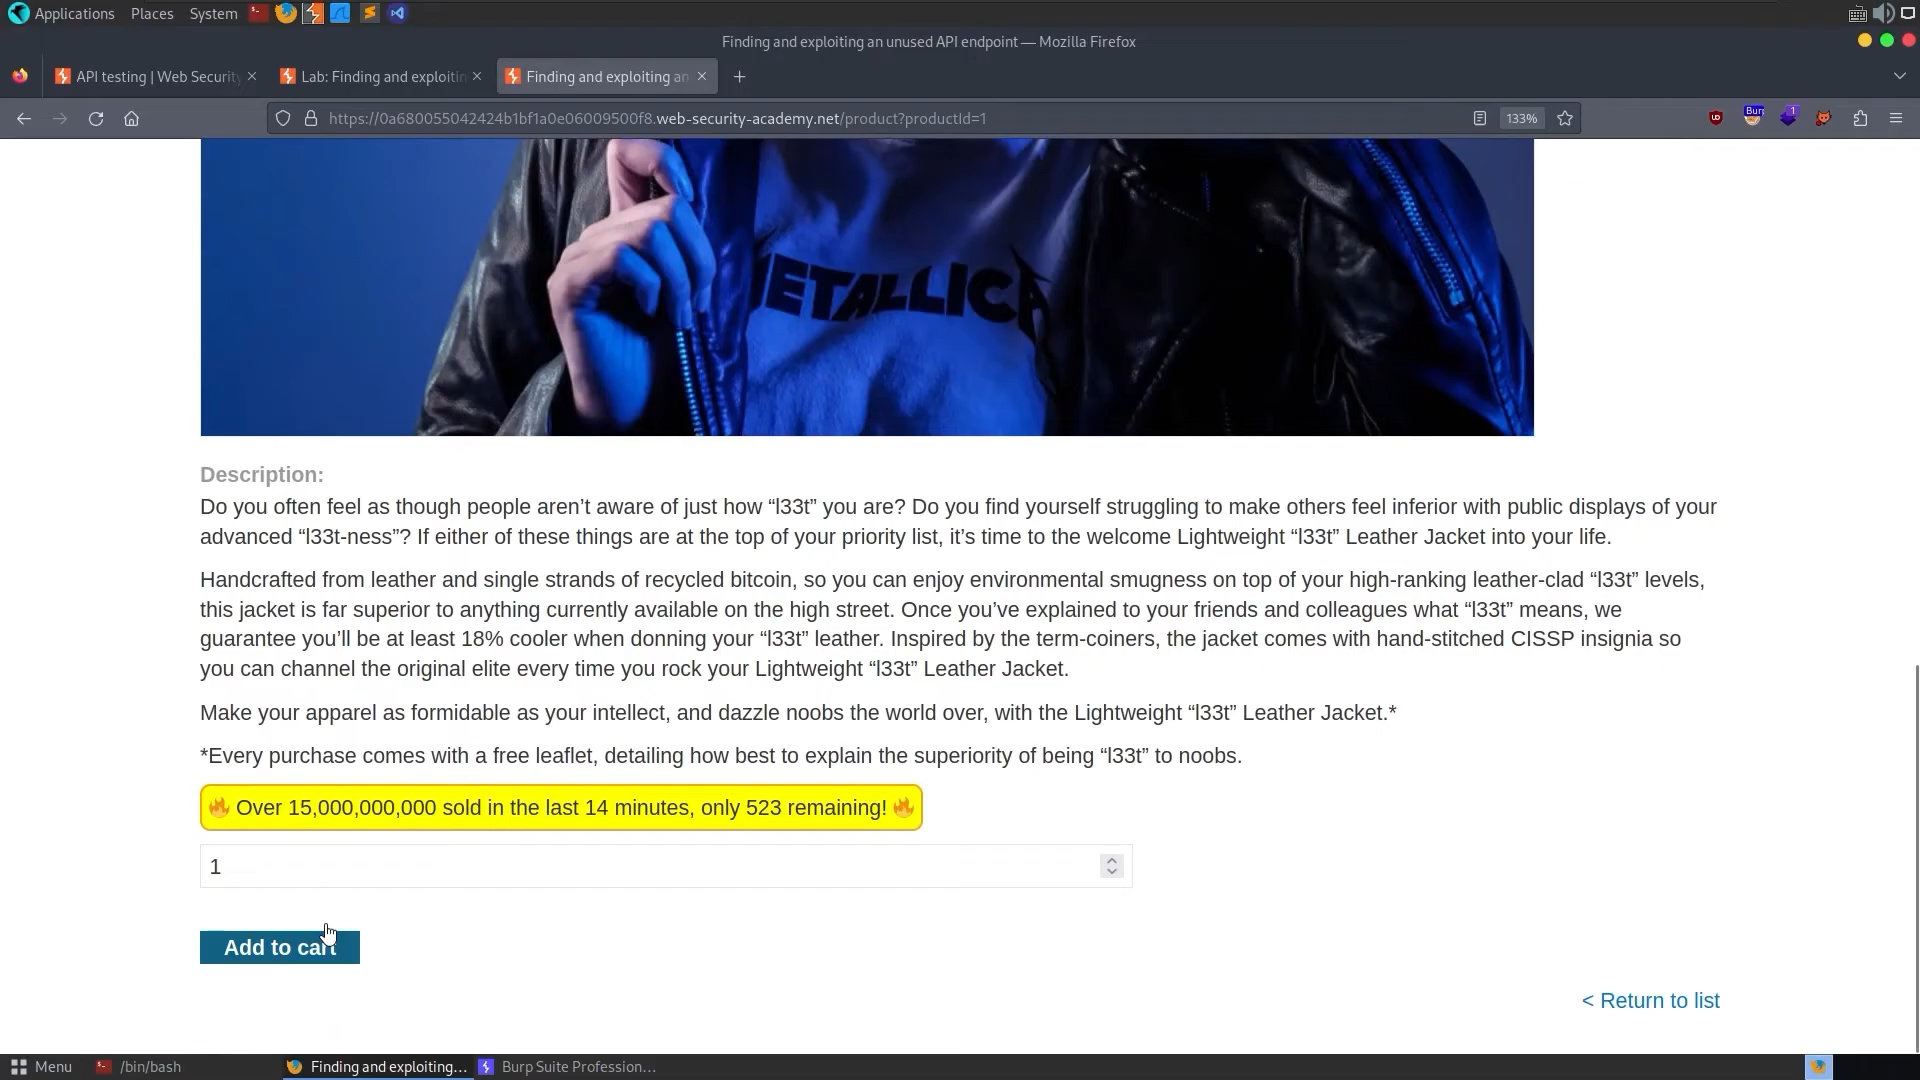 Applications Places System
Finding and exploiting an unused API endpoint — Mozilla Firefox
API testing | Web Security
Lab: Finding and exploitin
Finding and exploiting an
https://0a680055042424b1bf1a0e06009500f8.web-security-academy.net/product?productId=1
133%
Burp
1
METALLICA
Description:
Do you often feel as though people aren’t aware of just how “l33t” you are? Do you find yourself struggling to make others feel inferior with public displays of your
advanced “l33t-ness”? If either of these things are at the top of your priority list, it’s time to the welcome Lightweight “l33t” Leather Jacket into your life.
Handcrafted from leather and single strands of recycled bitcoin, so you can enjoy environmental smugness on top of your high-ranking leather-clad “l33t” levels,
this jacket is far superior to anything currently available on the high street. Once you’ve explained to your friends and colleagues what “l33t” means, we
guarantee you’ll be at least 18% cooler when donning your “l33t” leather. Inspired by the term-coiners, the jacket comes with hand-stitched CISSP insignia so
you can channel the original elite every time you rock your Lightweight “l33t” Leather Jacket.
Make your apparel as formidable as your intellect, and dazzle noobs the world over, with the Lightweight “l33t” Leather Jacket.*
*Every purchase comes with a free leaflet, detailing how best to explain the superiority of being “l33t” to noobs.
🔥 Over 15,000,000,000 sold in the last 14 minutes, only 523 remaining! 🔥
1
Add to cart
< Return to list
Menu /bin/bash Finding and exploiting... Burp Suite Profession...